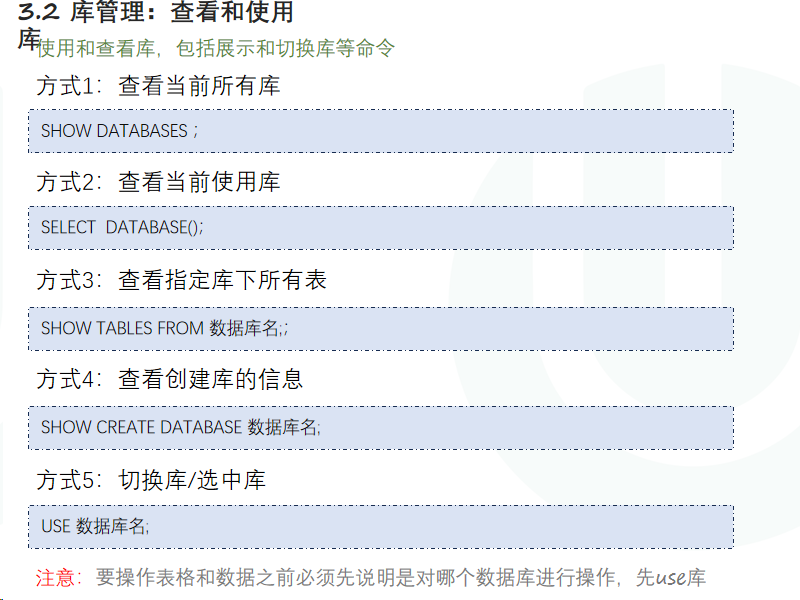 3.2 库管理：查看和使用
库
使用和查看库，包括展示和切换库等命令
方式1：查看当前所有库
SHOW DATABASES ;
方式2：查看当前使用库
SELECT  DATABASE();
方式3：查看指定库下所有表
SHOW TABLES FROM 数据库名;;
方式4：查看创建库的信息
SHOW CREATE DATABASE 数据库名;
方式5：切换库/选中库
USE 数据库名;
注意：要操作表格和数据之前必须先说明是对哪个数据库进行操作，先use库